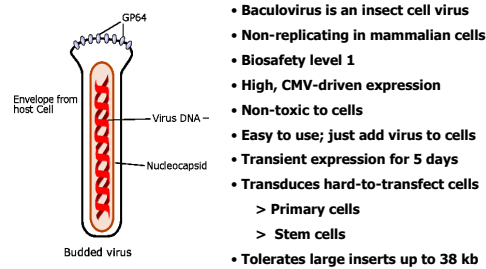 GP64
Envelope from
host Cell
Virus DNA –
Nucleocapsid
Budded virus
• Baculovirus is an insect cell virus
• Non-replicating in mammalian cells
• Biosafety level 1
• High, CMV-driven expression
• Non-toxic to cells
• Easy to use; just add virus to cells
• Transient expression for 5 days
• Transduces hard-to-transfect cells
> Primary cells
> Stem cells
• Tolerates large inserts up to 38 kb